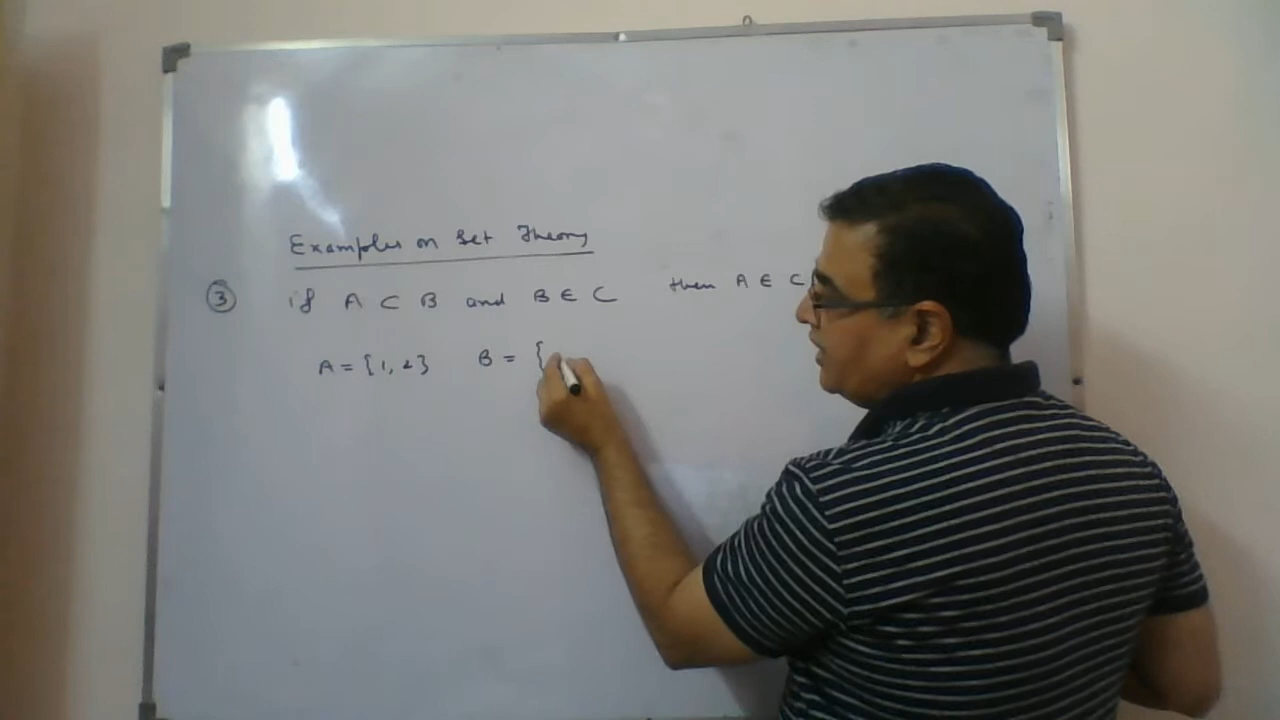 Examples on Set Theory
③ if A ⊂ B and B ∈ C then A ∈ C
A = {1, 2} B = {